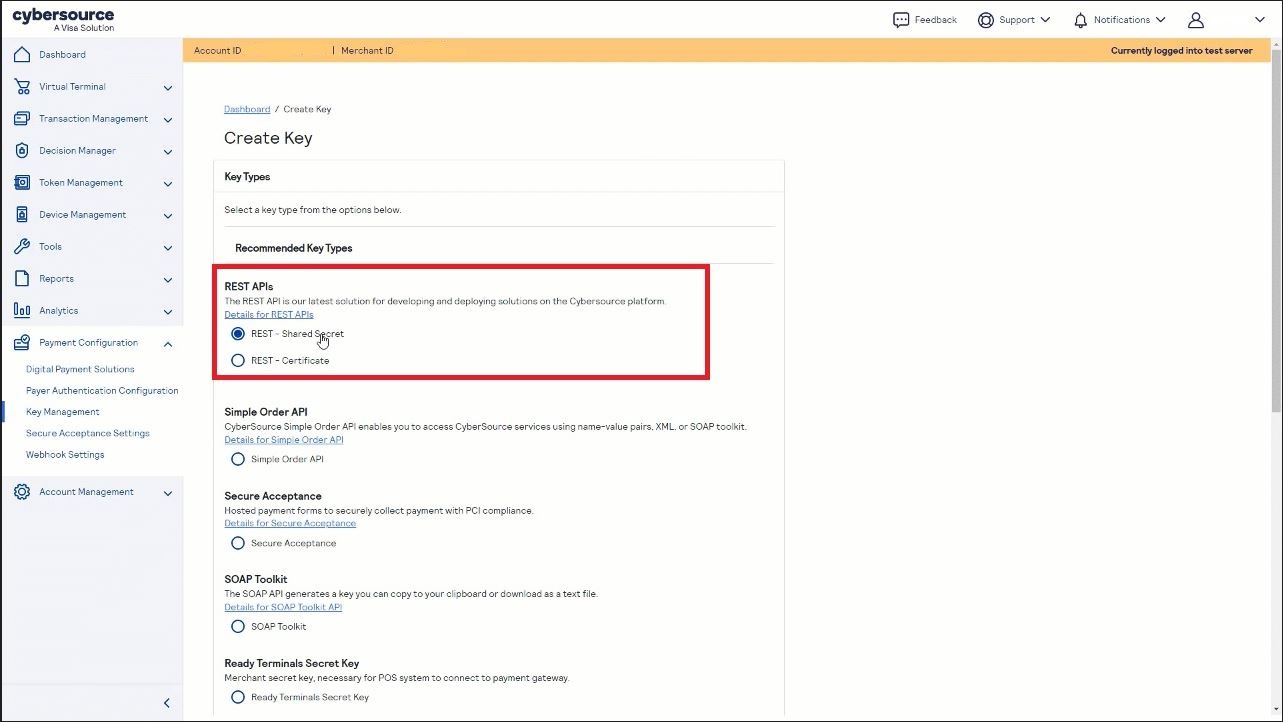 cybersource
A Visa Solution
Feedback
Support
Notifications
Dashboard
Virtual Terminal
Transaction Management
Decision Manager
Token Management
Device Management
Tools
Reports
Analytics
Payment Configuration
Digital Payment Solutions
Payer Authentication Configuration
Key Management
Secure Acceptance Settings
Webhook Settings
Account Management
Account ID | Merchant ID
Currently logged into test server
Dashboard / Create Key
Create Key
Key Types
Select a key type from the options below.
Recommended Key Types
REST APIs
The REST API is our latest solution for developing and deploying solutions on the Cybersource platform.
Details for REST APIs
REST - Shared Secret
REST - Certificate
Simple Order API
CyberSource Simple Order API enables you to access CyberSource services using name-value pairs, XML, or SOAP toolkit.
Details for Simple Order API
Simple Order API
Secure Acceptance
Hosted payment forms to securely collect payment with PCI compliance.
Details for Secure Acceptance
Secure Acceptance
SOAP Toolkit
The SOAP API generates a key you can copy to your clipboard or download as a text file.
Details for SOAP Toolkit API
SOAP Toolkit
Ready Terminals Secret Key
Merchant secret key, necessary for POS system to connect to payment gateway.
Ready Terminals Secret Key